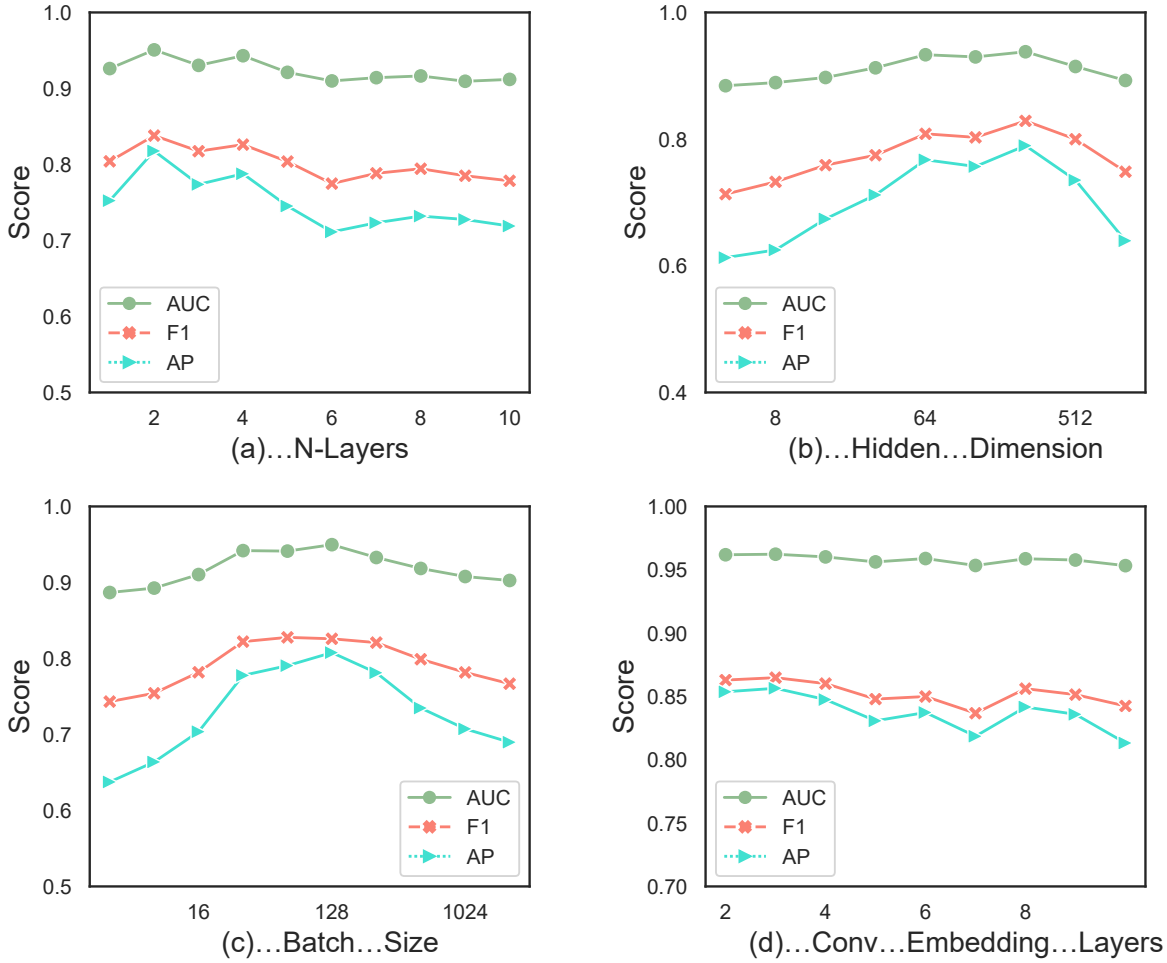 1.0
0.9
0.8
0.7
0.6
0.5
Score
AUC
F1
AP
2 4 6 8 10
(a)...N-Layers
1.0
0.8
0.6
0.4
Score
AUC
F1
AP
8 64 512
(b)...Hidden...Dimension
1.0
0.9
0.8
0.7
0.6
0.5
Score
AUC
F1
AP
16 128 1024
(c)...Batch...Size
1.00
0.95
0.90
0.85
0.80
0.75
0.70
Score
AUC
F1
AP
2 4 6 8
(d)...Conv...Embedding...Layers